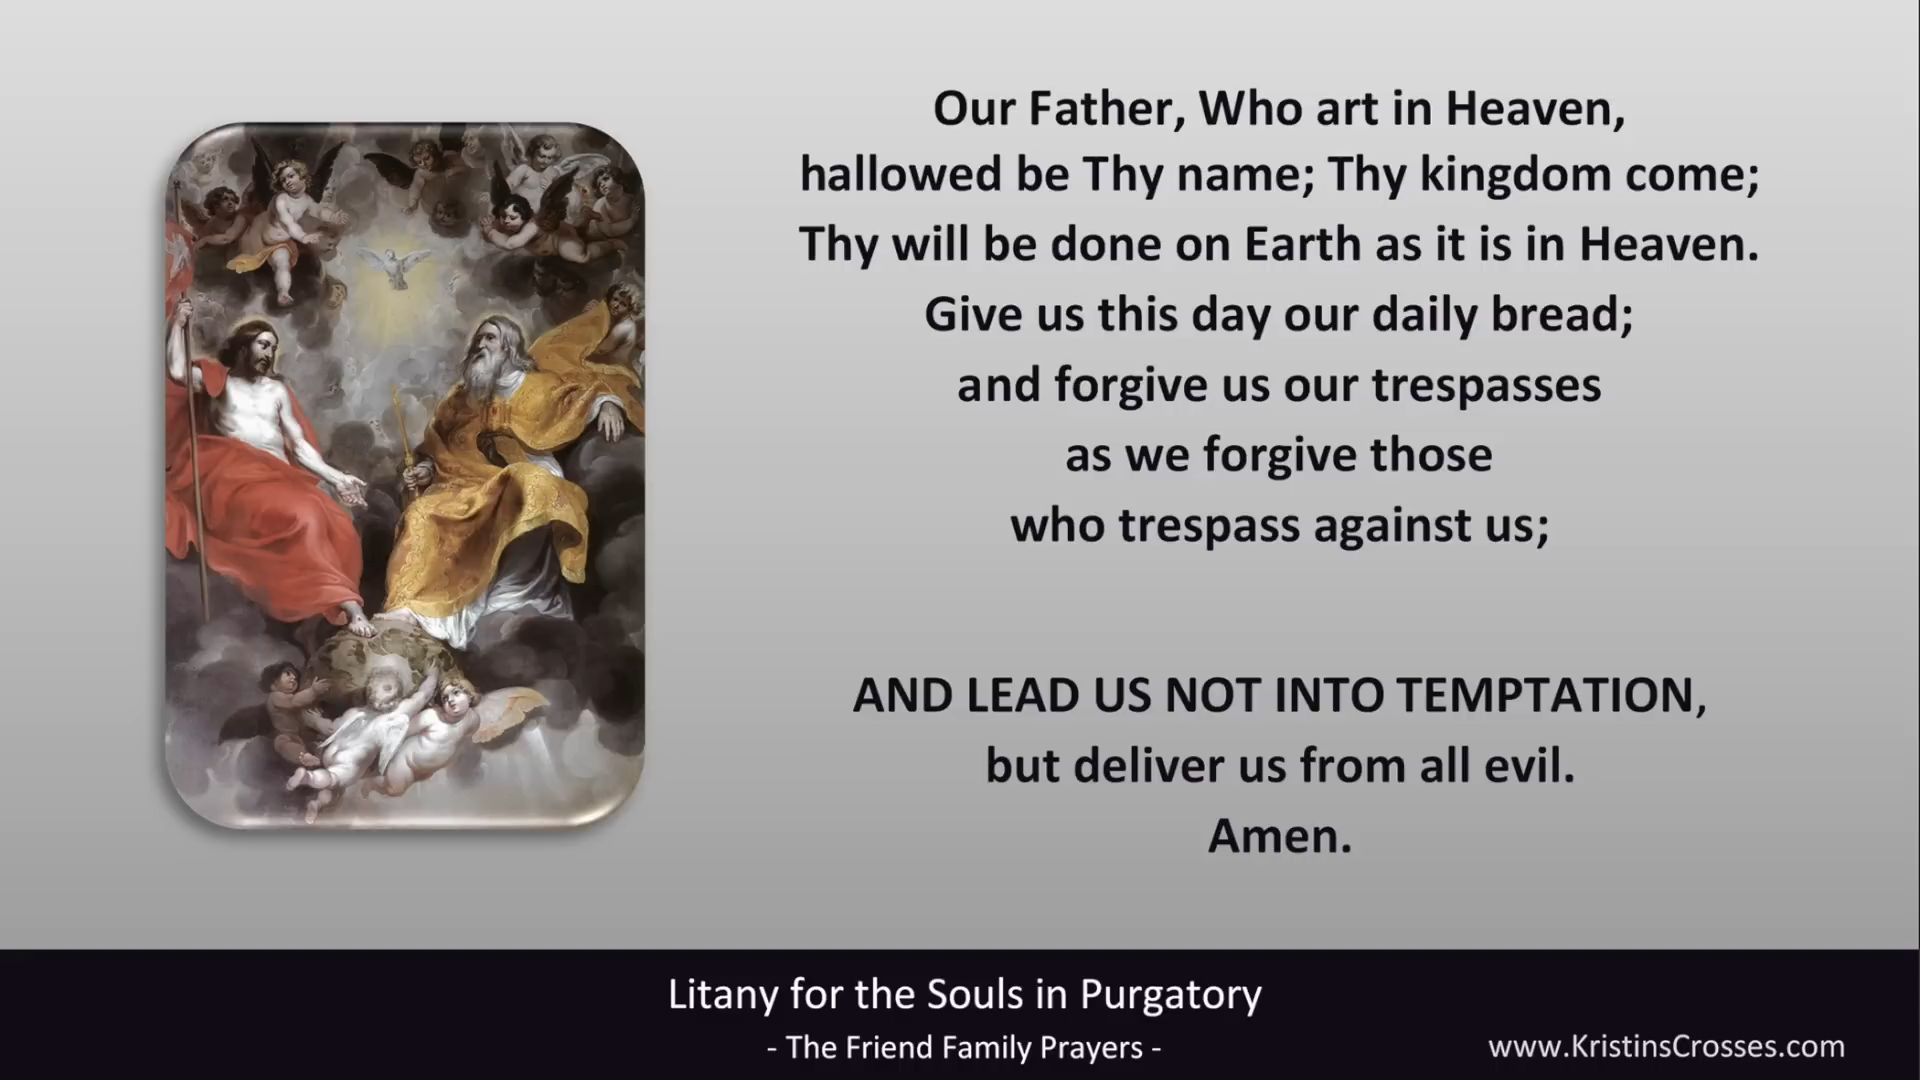 Our Father, Who art in Heaven,
hallowed be Thy name; Thy kingdom come;
Thy will be done on Earth as it is in Heaven.
Give us this day our daily bread;
and forgive us our trespasses
as we forgive those
who trespass against us;
AND LEAD US NOT INTO TEMPTATION,
but deliver us from all evil.
Amen.
Litany for the Souls in Purgatory
- The Friend Family Prayers -
www.KristinsCrosses.com